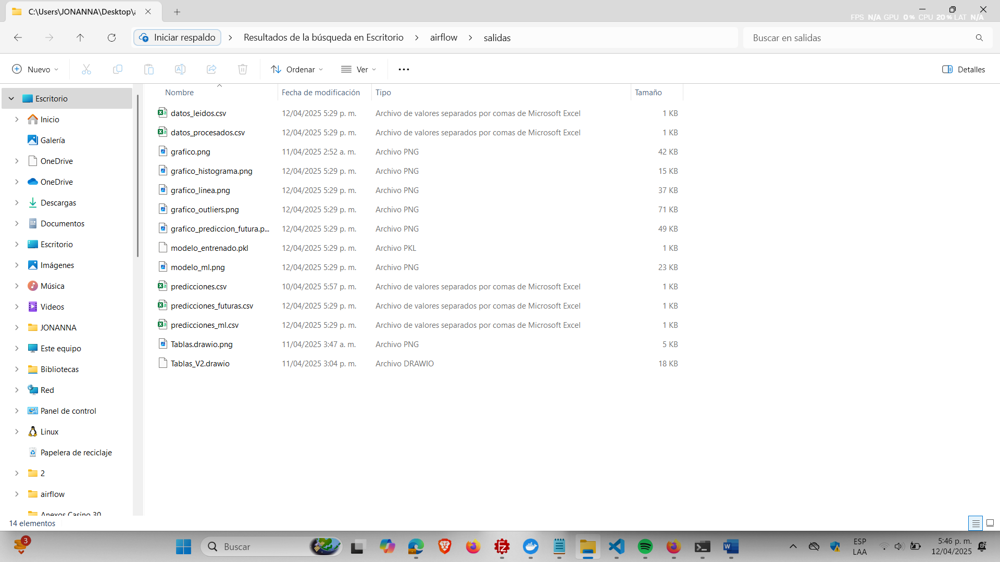 C:\Users\JONANNA\Desktop\a
FPS N/A GPU 0% CPU 20% LAT N/A
Iniciar respaldo > Resultados de la búsqueda en Escritorio > airflow > salidas
Buscar en salidas
Nuevo
Ordenar
Ver
Detalles
Nombre Fecha de modificación Tipo Tamaño
datos_leidos.csv 12/04/2025 5:29 p. m. Archivo de valores separados por comas de Microsoft Excel 1 KB
datos_procesados.csv 12/04/2025 5:29 p. m. Archivo de valores separados por comas de Microsoft Excel 1 KB
grafico.png 11/04/2025 2:52 a. m. Archivo PNG 42 KB
grafico_histograma.png 12/04/2025 5:29 p. m. Archivo PNG 15 KB
grafico_linea.png 12/04/2025 5:29 p. m. Archivo PNG 37 KB
grafico_outliers.png 12/04/2025 5:29 p. m. Archivo PNG 71 KB
grafico_prediccion_futura.p... 12/04/2025 5:29 p. m. Archivo PNG 49 KB
modelo_entrenado.pkl 12/04/2025 5:29 p. m. Archivo PKL 1 KB
modelo_ml.png 12/04/2025 5:29 p. m. Archivo PNG 23 KB
predicciones.csv 10/04/2025 5:57 p. m. Archivo de valores separados por comas de Microsoft Excel 1 KB
predicciones_futuras.csv 12/04/2025 5:29 p. m. Archivo de valores separados por comas de Microsoft Excel 1 KB
predicciones_ml.csv 12/04/2025 5:29 p. m. Archivo de valores separados por comas de Microsoft Excel 1 KB
Tablas.drawio.png 11/04/2025 3:47 a. m. Archivo PNG 5 KB
Tablas_V2.drawio 11/04/2025 3:04 p. m. Archivo DRAWIO 18 KB
Escritorio
Inicio
Galería
OneDrive
OneDrive
Descargas
Documentos
Escritorio
Imágenes
Música
Videos
JONANNA
Este equipo
Bibliotecas
Red
Panel de control
Linux
Papelera de reciclaje
2
airflow
Anexos Casino 30
14 elementos
3
Buscar
ESP
LAA
5:46 p. m.
12/04/2025